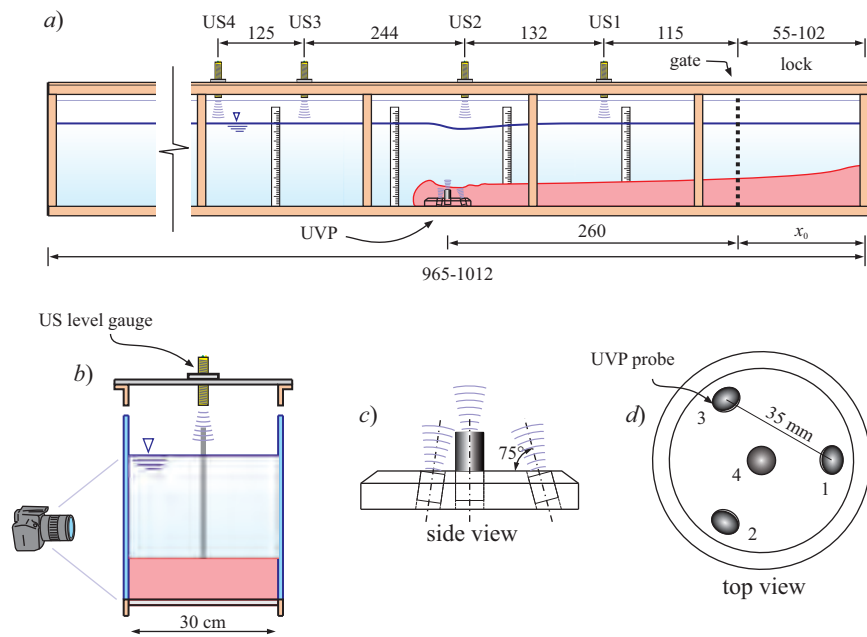 a)
US4 US3 US2 US1
125 244 132 115 55-102
gate lock
UVP
260 x₀
965-1012
US level gauge
b)
30 cm
c)
75°
side view
UVP probe
d)
3
35 mm
4
1
2
top view